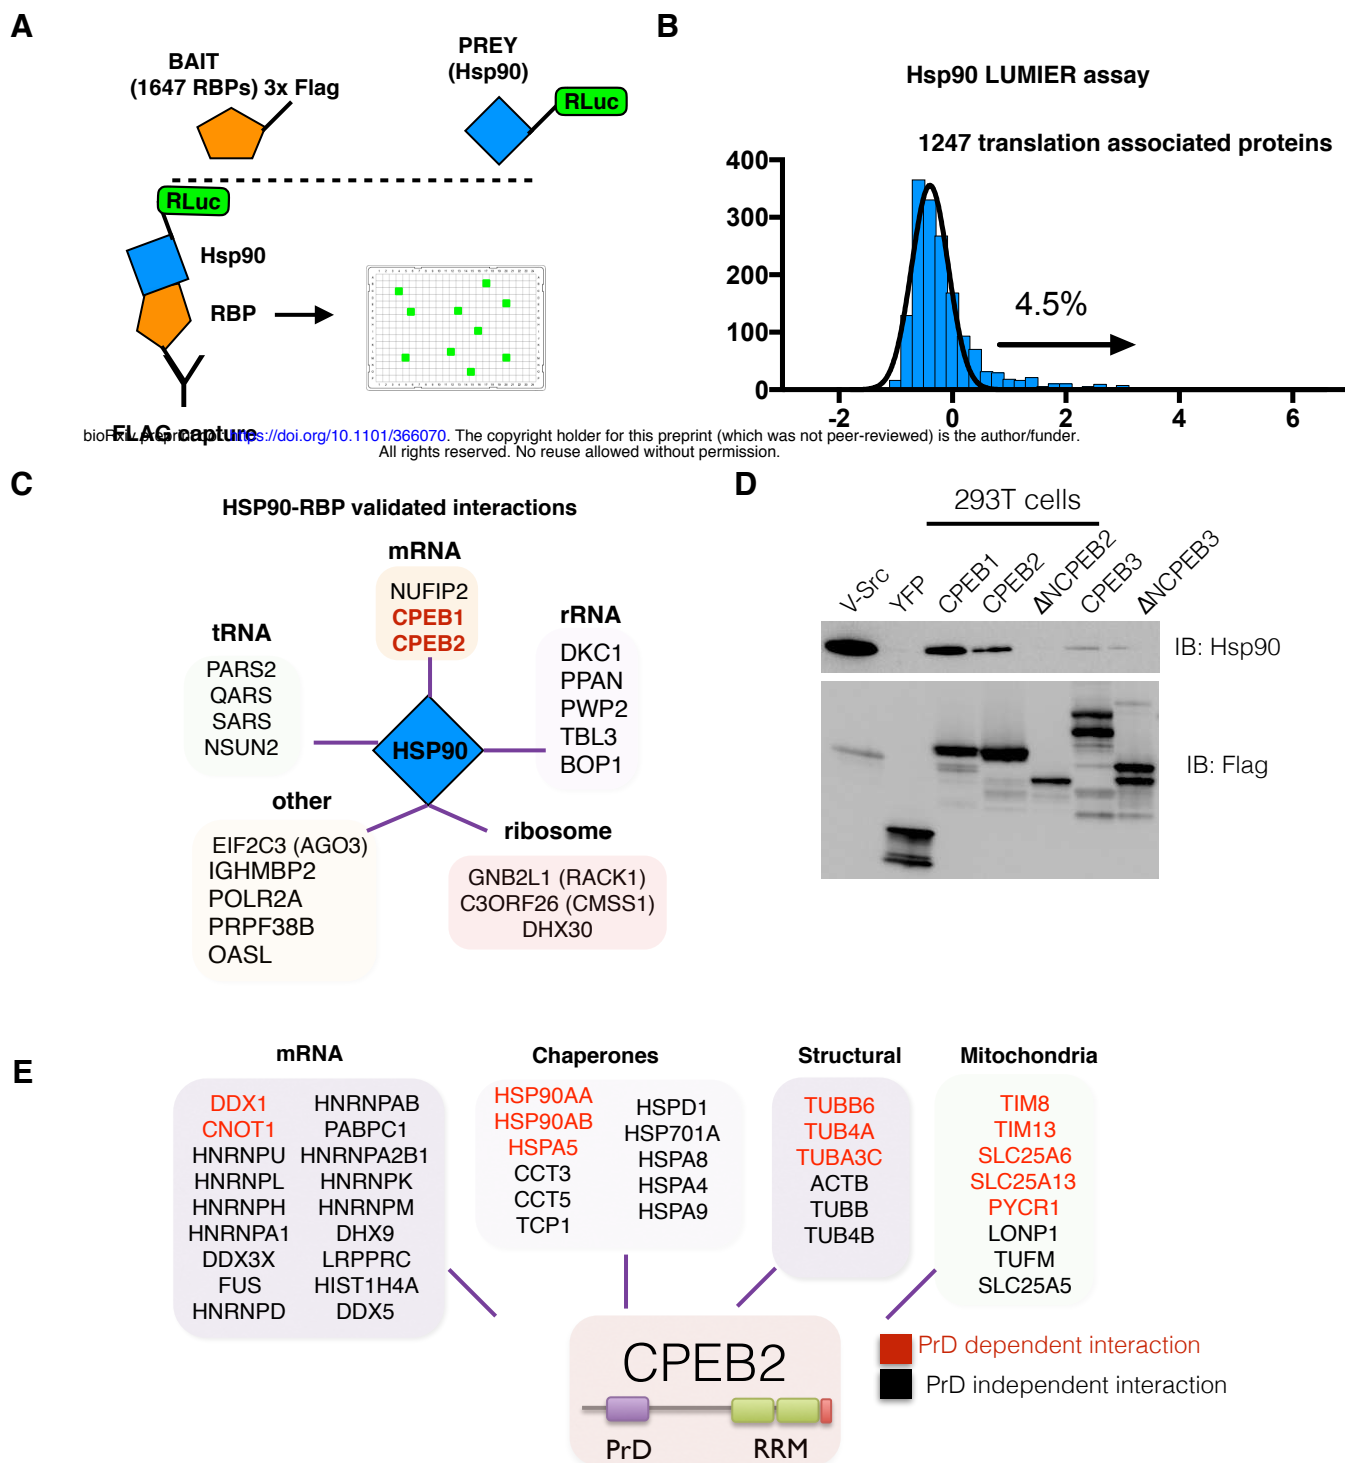 A
BAIT
(1647 RBPs) 3x Flag
PREY
(Hsp90)
RLuc
RLuc
Hsp90
RBP
FLAG capture
B
Hsp90 LUMIER assay
1247 translation associated proteins
400
300
200
100
0
4.5%
-2 0 2 4 6
bioRxiv preprint doi: https://doi.org/10.1101/366070. The copyright holder for this preprint (which was not peer-reviewed) is the author/funder.
All rights reserved. No reuse allowed without permission.
C
HSP90-RBP validated interactions
mRNA
NUFIP2
CPEB1
CPEB2
tRNA
PARS2
QARS
SARS
NSUN2
rRNA
DKC1
PPAN
PWP2
TBL3
BOP1
HSP90
other
EIF2C3 (AGO3)
IGHMBP2
POLR2A
PRPF38B
OASL
ribosome
GNB2L1 (RACK1)
C3ORF26 (CMSS1)
DHX30
D
293T cells
V-Src
YFP
CPEB1
CPEB2
ΔNCPEB2
CPEB3
ΔNCPEB3
IB: Hsp90
IB: Flag
E
mRNA
DDX1 HNRNPAB
CNOT1 PABPC1
HNRNPU HNRNPA2B1
HNRNPL HNRNPK
HNRNPH HNRNPM
HNRNPA1 DHX9
DDX3X LRPPRC
FUS HIST1H4A
HNRNPD DDX5
Chaperones
HSP90AA
HSP90AB
HSPA5
CCT3
CCT5
TCP1
HSPD1
HSP701A
HSPA8
HSPA4
HSPA9
Structural
TUBB6
TUB4A
TUBA3C
ACTB
TUBB
TUB4B
Mitochondria
TIM8
TIM13
SLC25A6
SLC25A13
PYCR1
LONP1
TUFM
SLC25A5
CPEB2
PrD RRM
PrD dependent interaction
PrD independent interaction